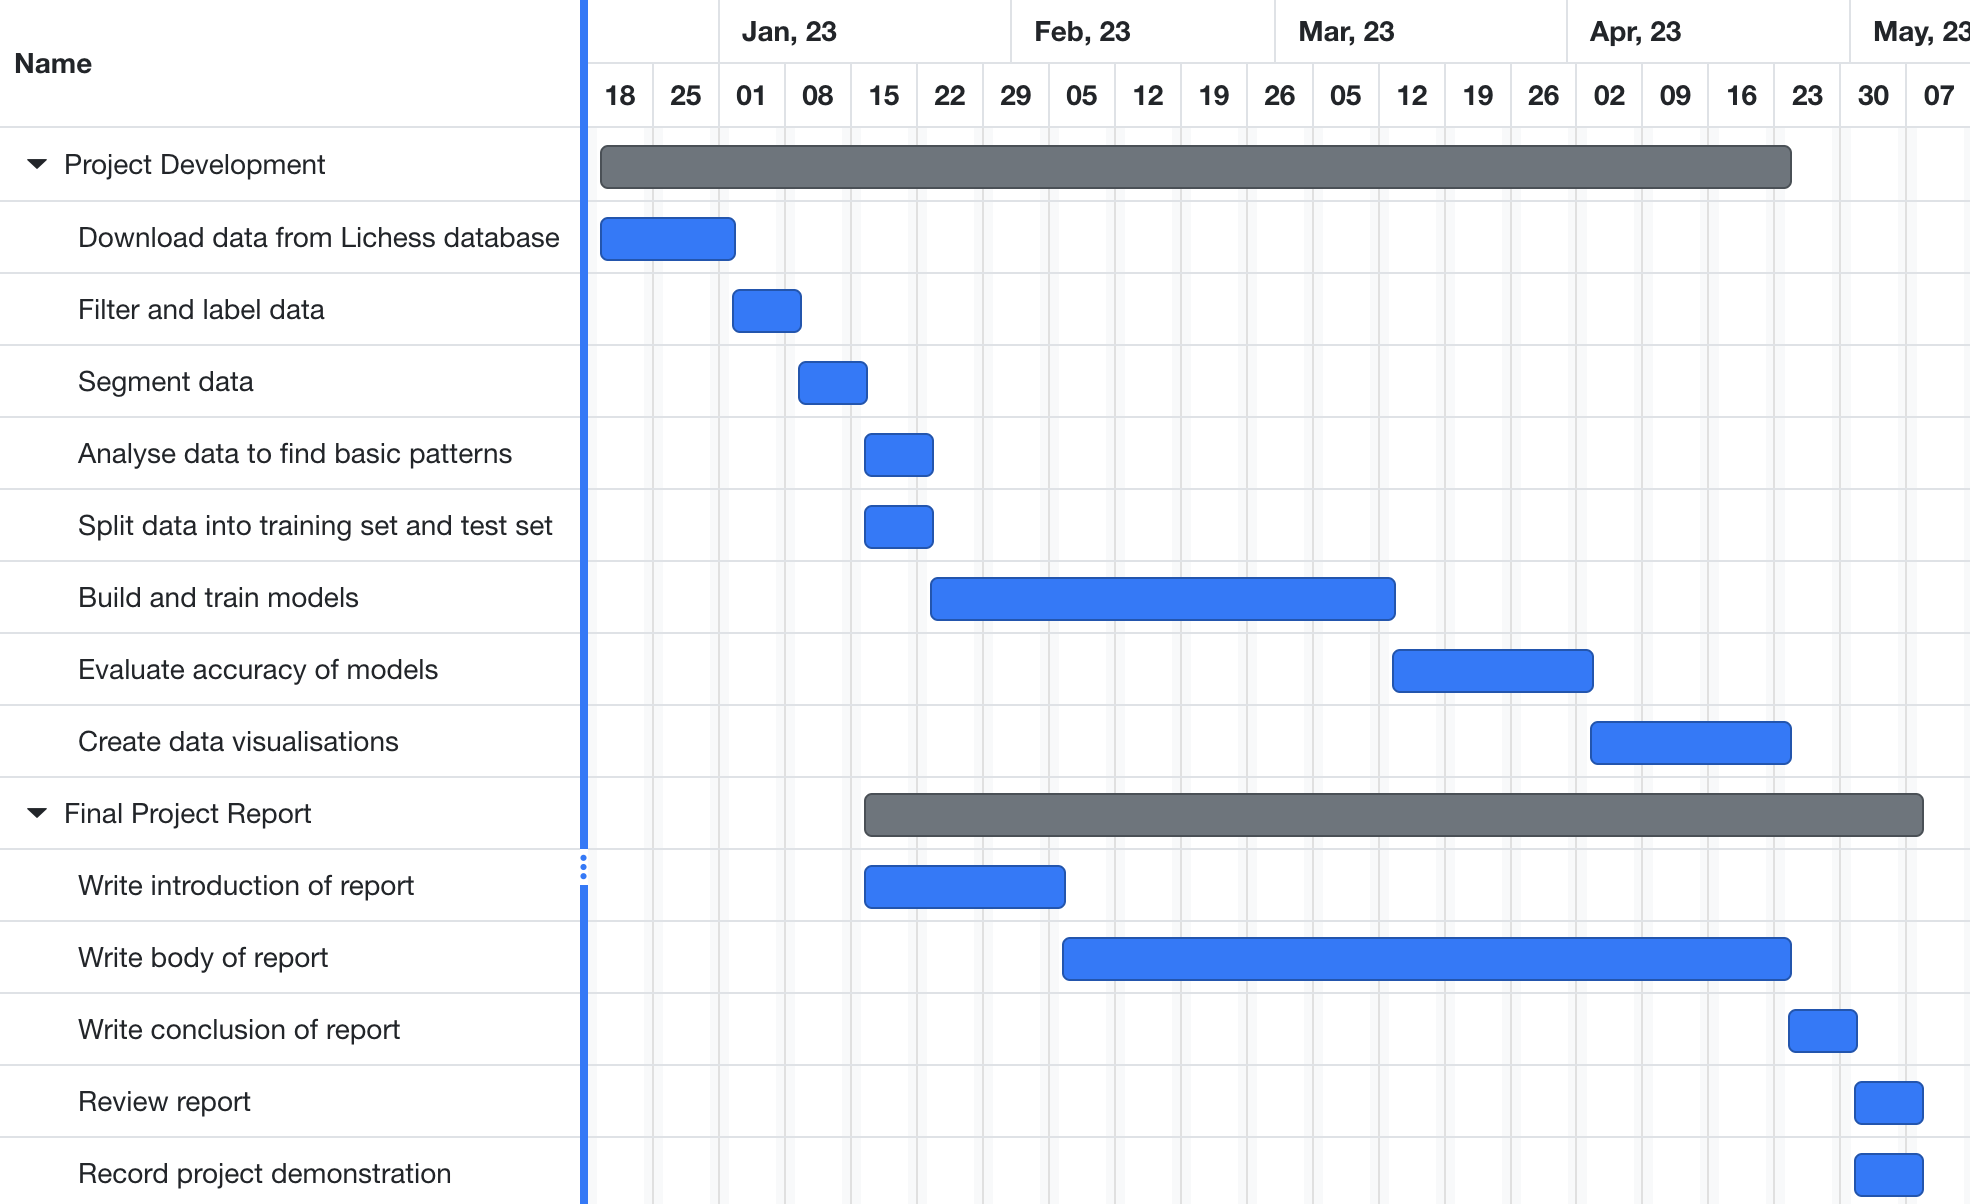 Name
Jan, 23 Feb, 23 Mar, 23 Apr, 23 May, 23
18 25 01 08 15 22 29 05 12 19 26 05 12 19 26 02 09 16 23 30 07
Project Development
Download data from Lichess database
Filter and label data
Segment data
Analyse data to find basic patterns
Split data into training set and test set
Build and train models
Evaluate accuracy of models
Create data visualisations
Final Project Report
Write introduction of report
Write body of report
Write conclusion of report
Review report
Record project demonstration